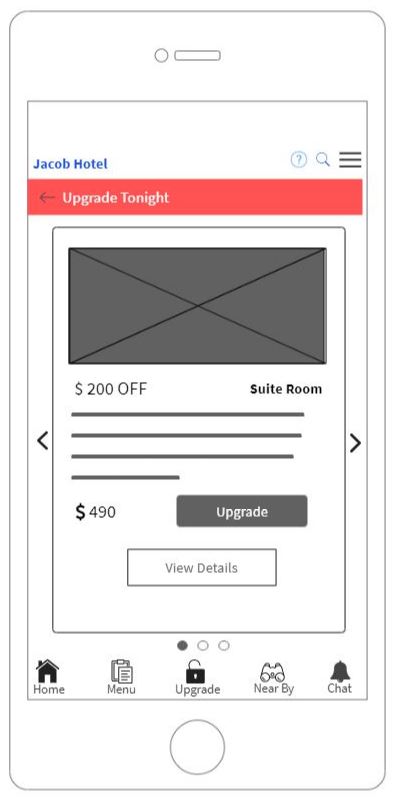 Jacob Hotel
?
Upgrade Tonight
$ 200 OFF
Suite Room
$ 490
Upgrade
View Details
Home
Menu
Upgrade
Near By
Chat